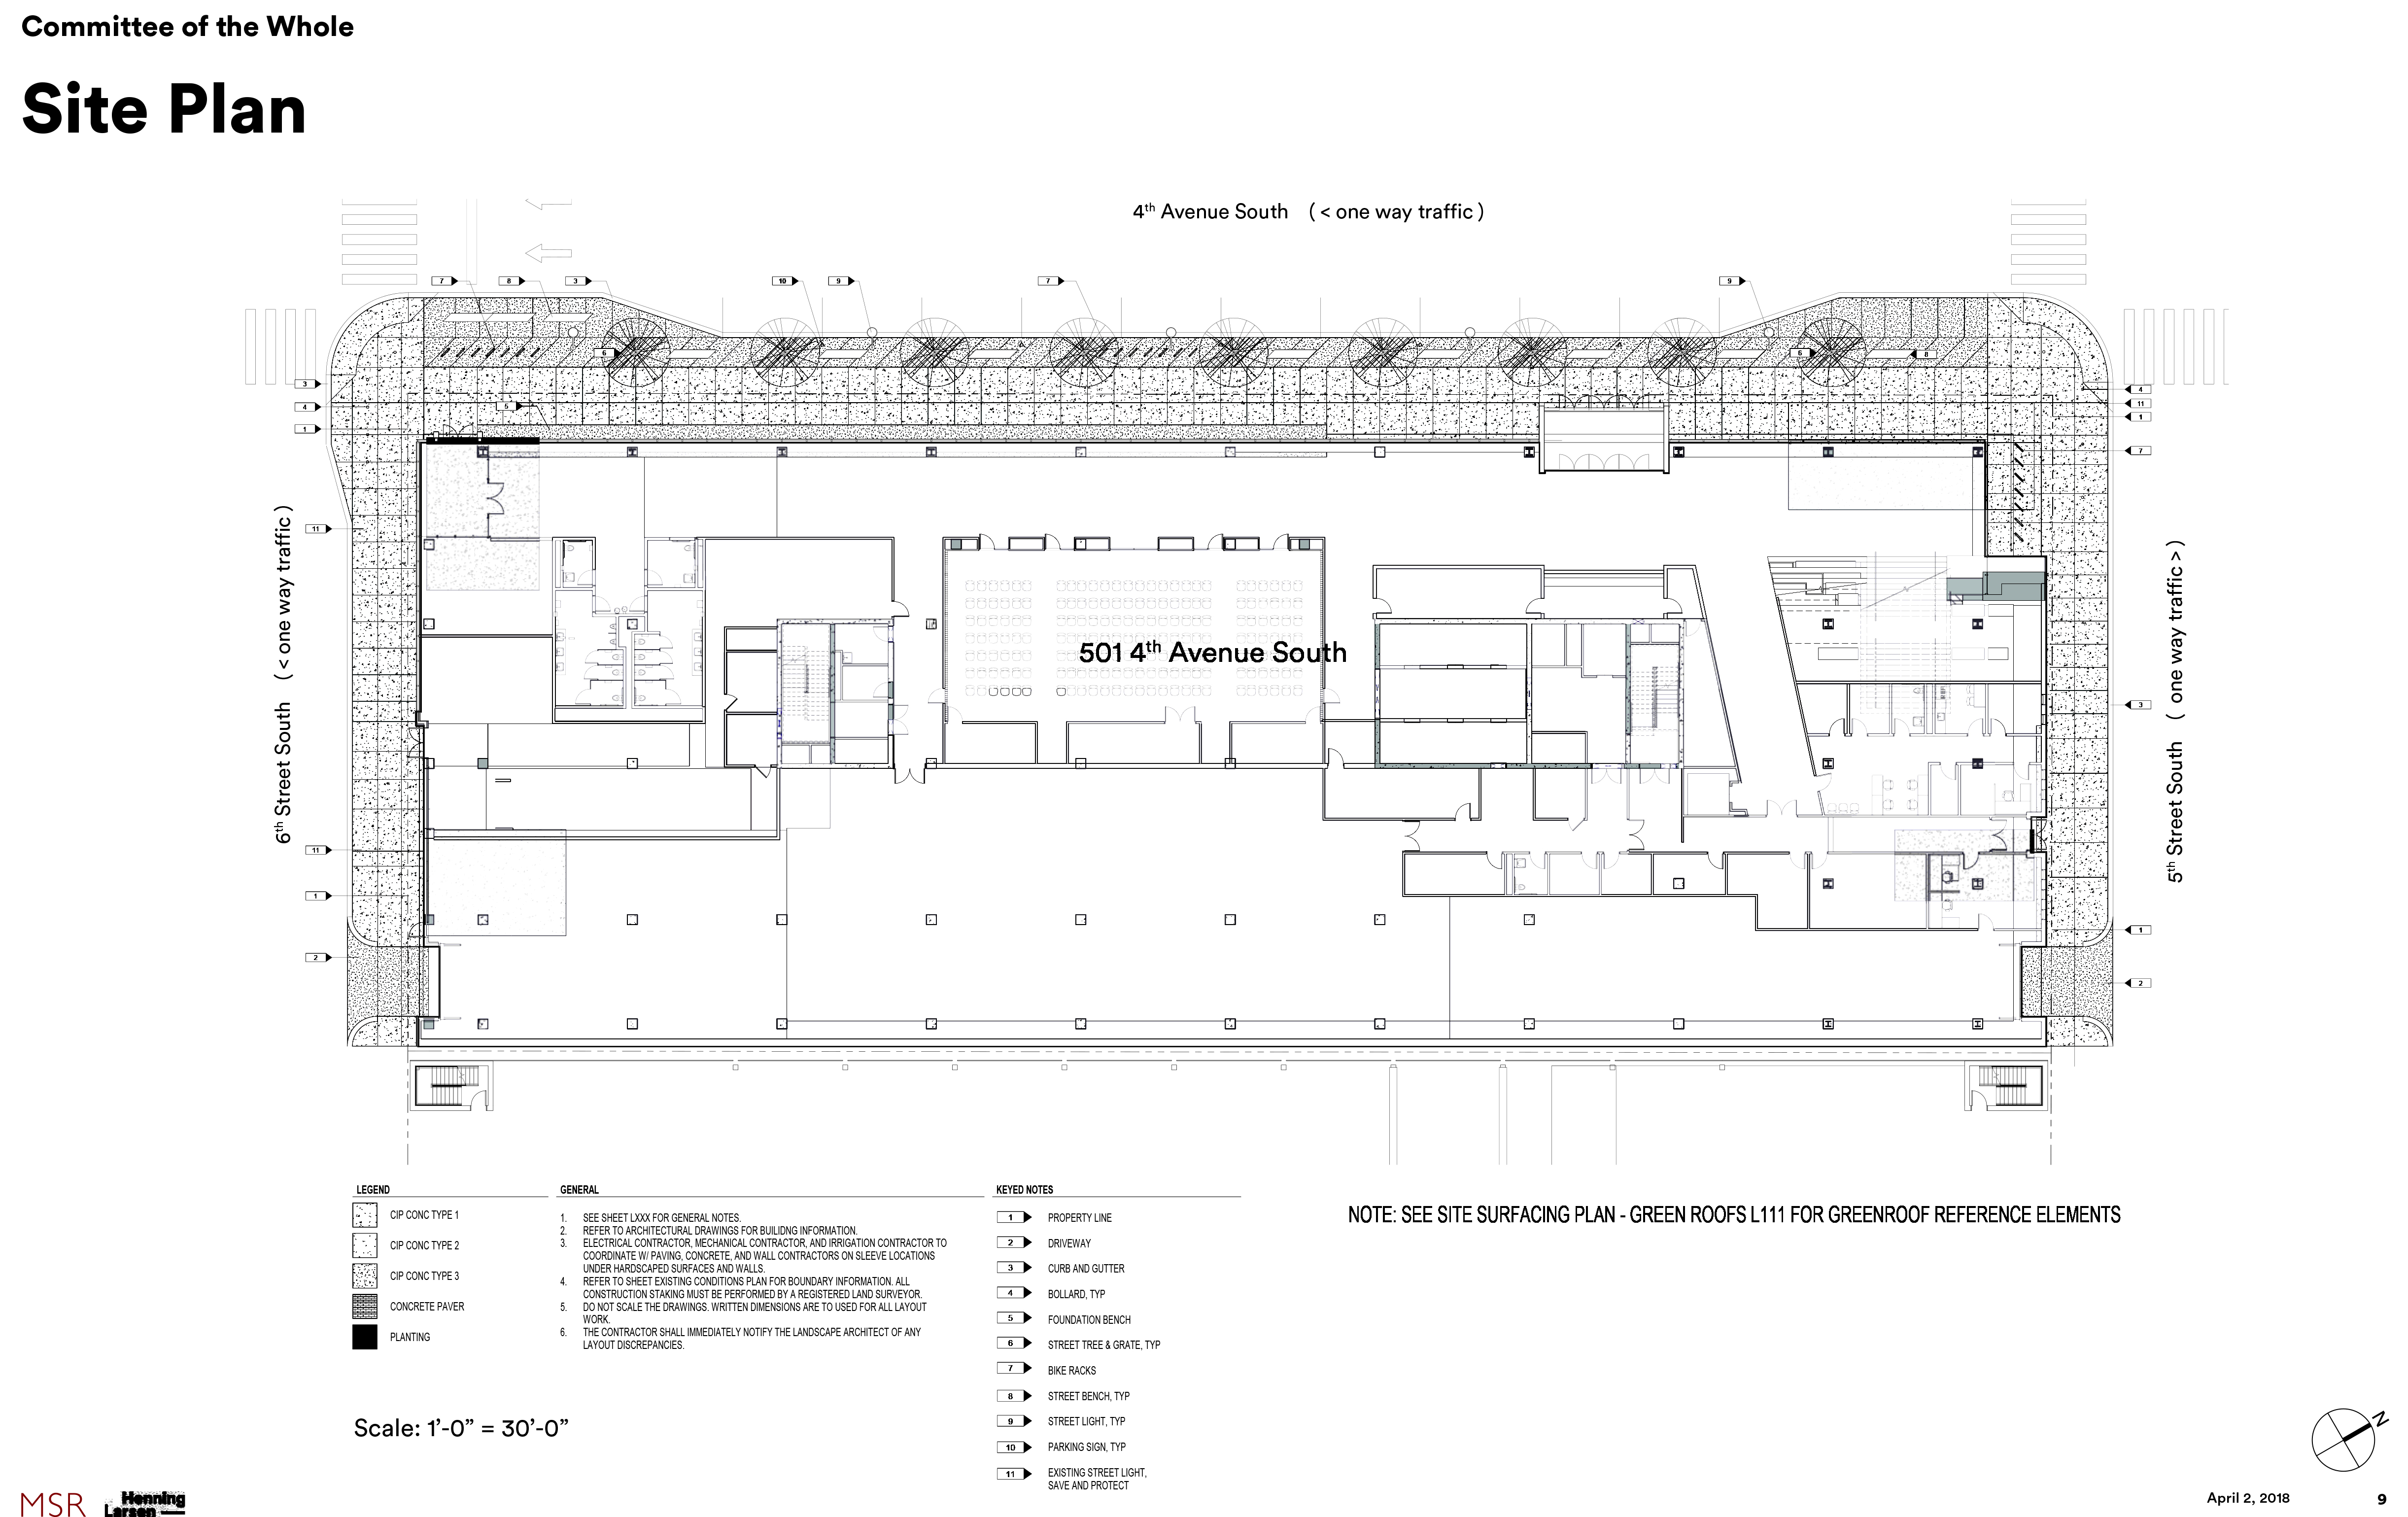 Committee of the Whole
Site Plan
4th Avenue South ( < one way traffic )
7
8
3
10
9
7
9
6
6
8
3
4
1
5
4
11
1
7
11
6th Street South ( < one way traffic )
501 4th Avenue South
5th Street South ( one way traffic > )
3
11
1
2
1
2
LEGEND
CIP CONC TYPE 1
CIP CONC TYPE 2
CIP CONC TYPE 3
CONCRETE PAVER
PLANTING
GENERAL
1. SEE SHEET LXXX FOR GENERAL NOTES.
2. REFER TO ARCHITECTURAL DRAWINGS FOR BUILIDNG INFORMATION.
3. ELECTRICAL CONTRACTOR, MECHANICAL CONTRACTOR, AND IRRIGATION CONTRACTOR TO
COORDINATE W/ PAVING, CONCRETE, AND WALL CONTRACTORS ON SLEEVE LOCATIONS
UNDER HARDSCAPED SURFACES AND WALLS.
4. REFER TO SHEET EXISTING CONDITIONS PLAN FOR BOUNDARY INFORMATION. ALL
CONSTRUCTION STAKING MUST BE PERFORMED BY A REGISTERED LAND SURVEYOR.
5. DO NOT SCALE THE DRAWINGS. WRITTEN DIMENSIONS ARE TO USED FOR ALL LAYOUT
WORK.
6. THE CONTRACTOR SHALL IMMEDIATELY NOTIFY THE LANDSCAPE ARCHITECT OF ANY
LAYOUT DISCREPANCIES.
KEYED NOTES
1 PROPERTY LINE
2 DRIVEWAY
3 CURB AND GUTTER
4 BOLLARD, TYP
5 FOUNDATION BENCH
6 STREET TREE & GRATE, TYP
7 BIKE RACKS
8 STREET BENCH, TYP
9 STREET LIGHT, TYP
10 PARKING SIGN, TYP
11 EXISTING STREET LIGHT,
SAVE AND PROTECT
NOTE: SEE SITE SURFACING PLAN - GREEN ROOFS L111 FOR GREENROOF REFERENCE ELEMENTS
Scale: 1’-0” = 30’-0”
N
MSR
Henning
Larsen
April 2, 2018
9